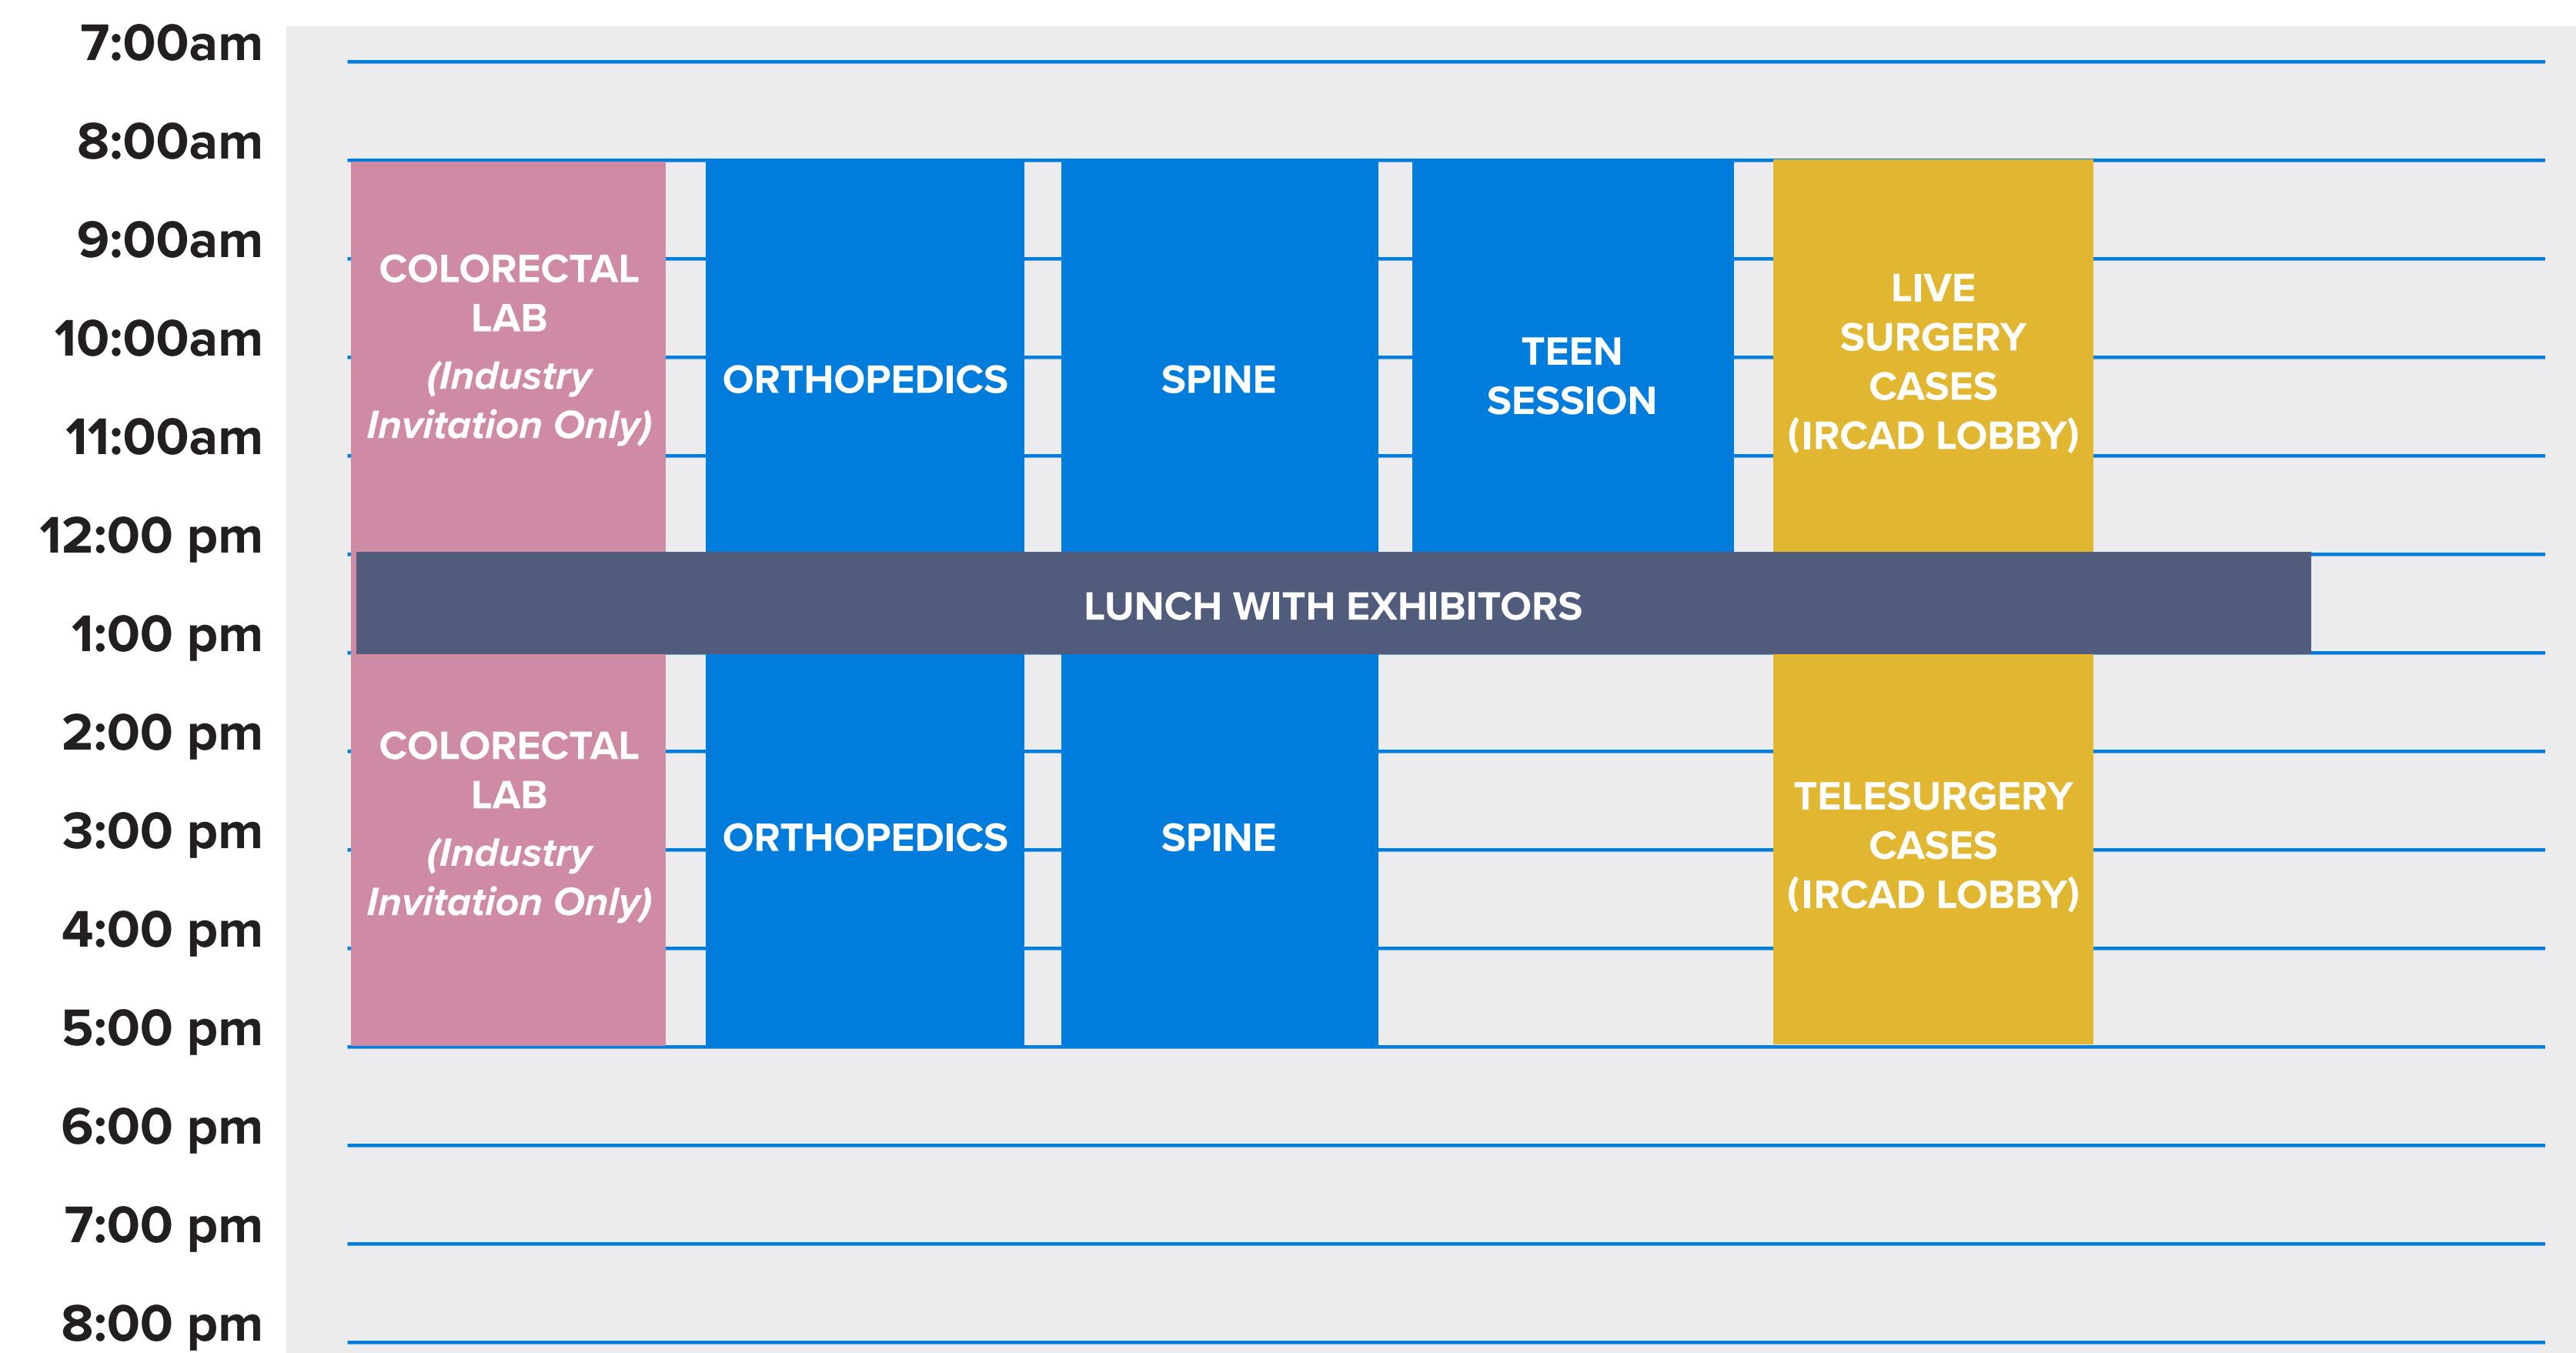 7:00am
8:00am
9:00am
10:00am
11:00am
12:00 pm
1:00 pm
2:00 pm
3:00 pm
4:00 pm
5:00 pm
6:00 pm
7:00 pm
8:00 pm
COLORECTAL
LAB
(Industry
Invitation Only)
ORTHOPEDICS
SPINE
TEEN
SESSION
LIVE
SURGERY
CASES
(IRCAD LOBBY)
LUNCH WITH EXHIBITORS
COLORECTAL
LAB
(Industry
Invitation Only)
ORTHOPEDICS
SPINE
TELESURGERY
CASES
(IRCAD LOBBY)